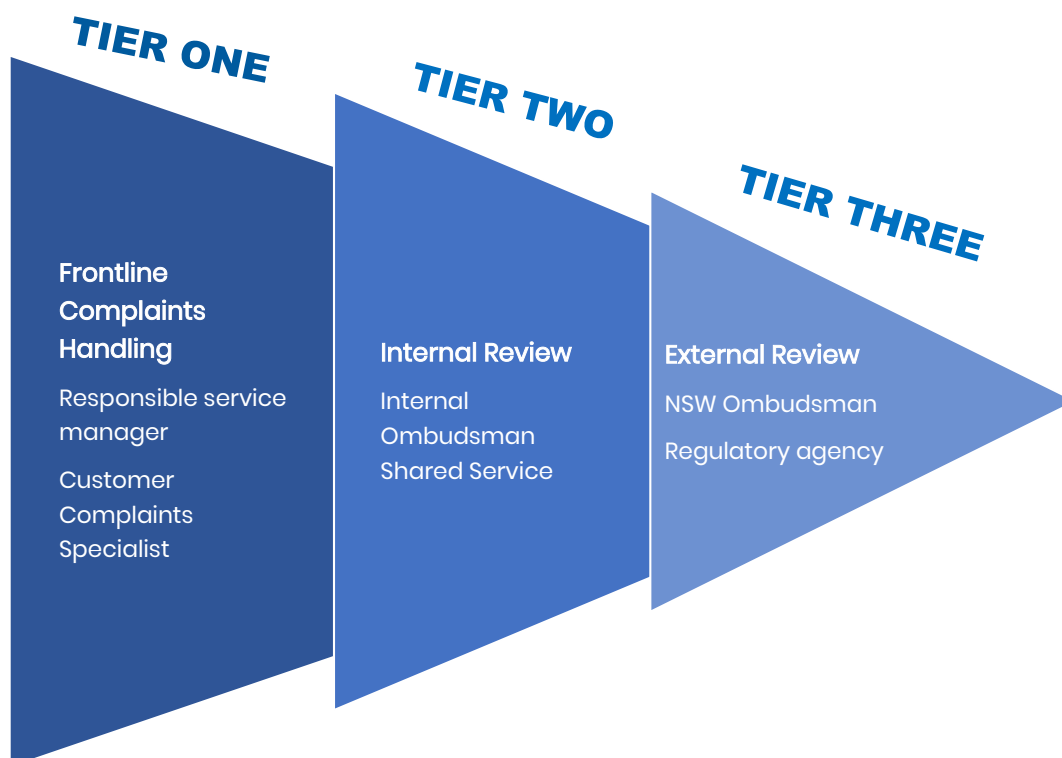 TIER ONE
TIER TWO
TIER THREE
Frontline
Complaints
Handling
Responsible service
manager
Customer
Complaints
Specialist
Internal Review
Internal
Ombudsman
Shared Service
External Review
NSW Ombudsman
Regulatory agency